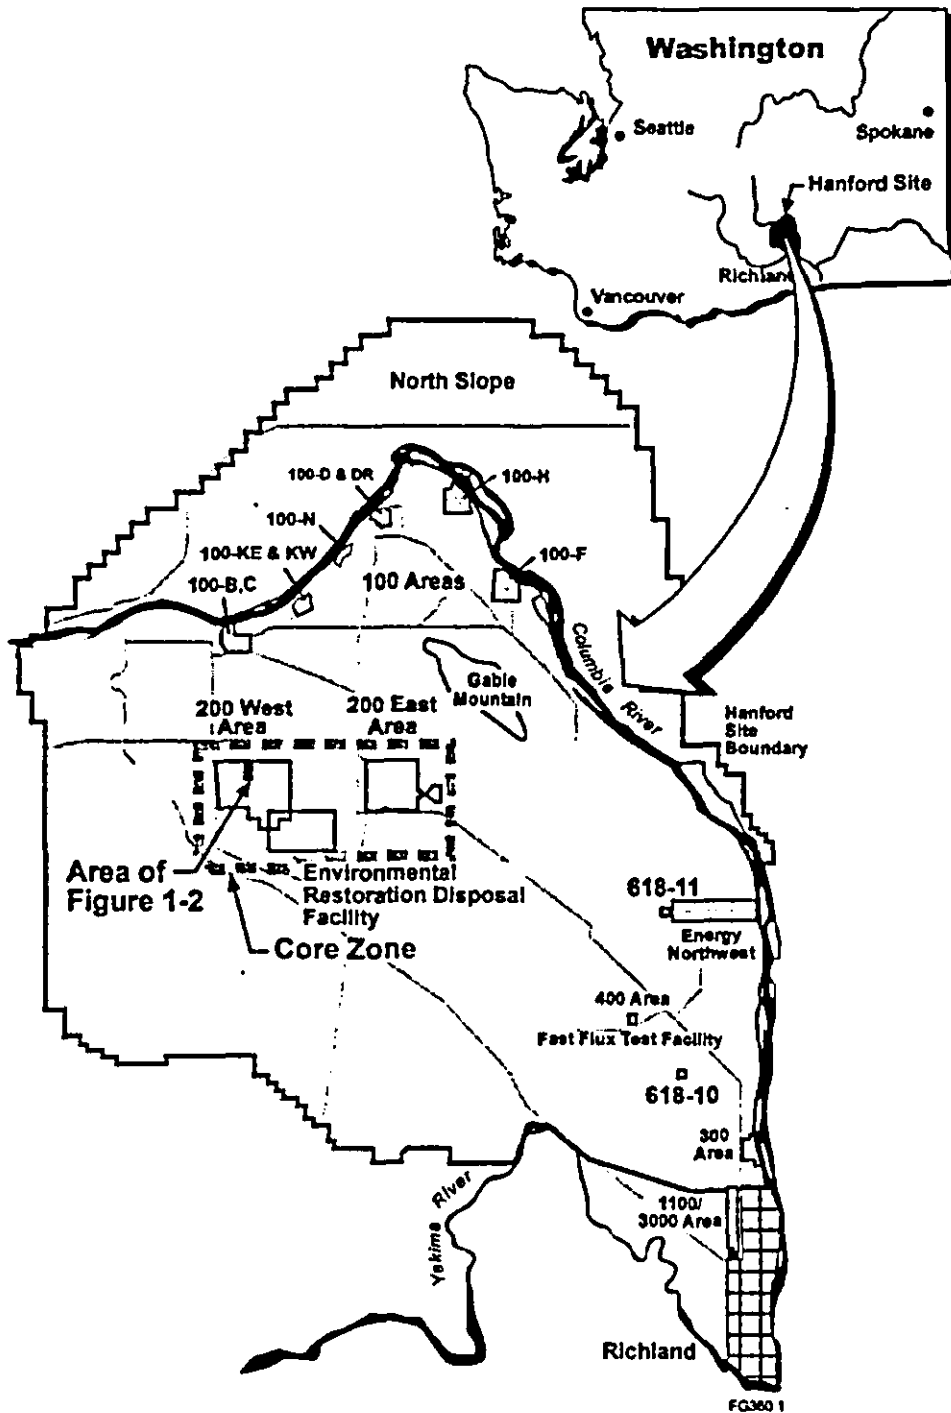 Washington
Seattle
Spokane
Hanford Site
Richland
Vancouver
North Slope
100-D & DR
100-H
100-N
100-KE & KW
100-F
100-B,C
100 Areas
Columbia River
Gable
Mountain
200 West
Area
200 East
Area
Hanford
Site
Boundary
Area of
Figure 1-2
Environmental
Restoration Disposal
Facility
Core Zone
618-11
Energy
Northwest
400 Area
Fast Flux Test Facility
618-10
300
Area
1100/
3000 Area
Yakima River
Richland
FG360 1